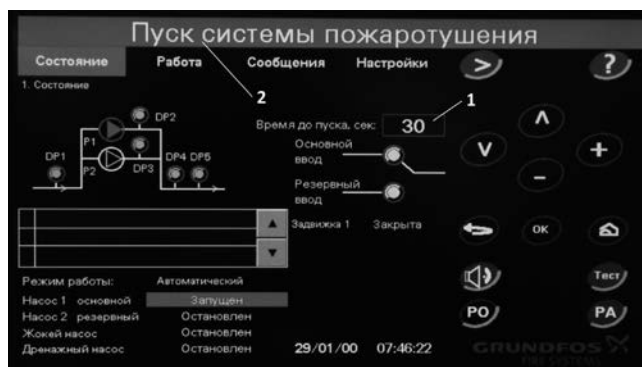 Пуск системы пожаротушения
Состояние Работа Сообщения Настройки > ?
1. Состояние
2 1
DP2
Время до пуска, сек: 30
P1
Основной ввод
DP1 P2 DP3 DP4 DP5
Резервный ввод
Задвижка 1 Закрыта
OK
Режим работы: Автоматический
Тест
Насос 1 основной Запущен
Насос 2 резервный Остановлен
PO PA
Жокей насос Остановлен
Дренажный насос Остановлен 29/01/00 07:46:22
GRUNDFOS
FIRE SYSTEMS